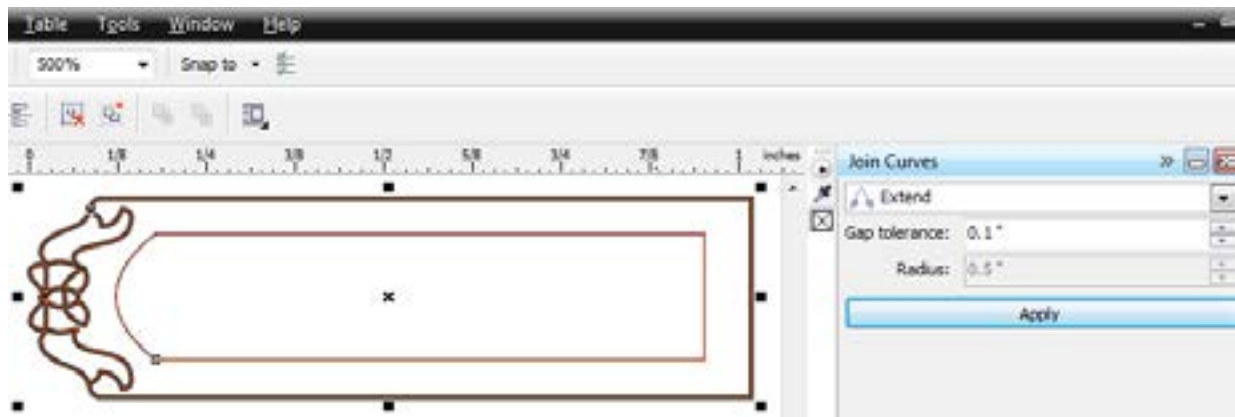 Table Tools Window Help
500% Snap to
0 1/8 1/4 3/8 1/2 5/8 3/4 7/8 1 inches
Join Curves
Extend
Gap tolerance: 0.1"
Radius: 0.5"
Apply